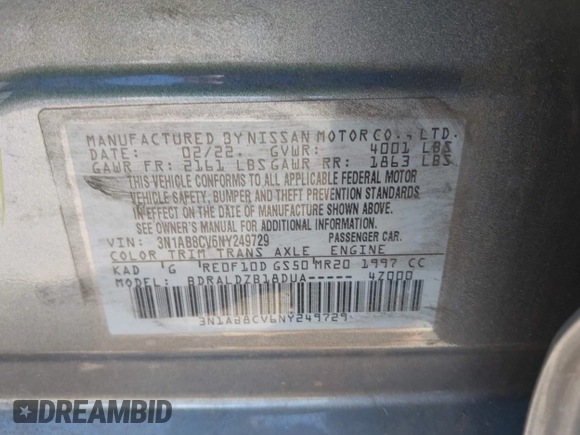 MANUFACTURED BY NISSAN MOTOR CO., LTD.
DATE: 02/22. GVWR: 4001 LBS
GAWR FR: 2161 LBS GAWR RR: 1863 LBS
THIS VEHICLE CONFORMS TO ALL APPLICABLE FEDERAL MOTOR
VEHICLE SAFETY, BUMPER AND THEFT PREVENTION STANDARDS
IN EFFECT ON THE DATE OF MANUFACTURE SHOWN ABOVE.
SEE OWNER'S MANUAL FOR ADDITIONAL INFORMATION.
VIN: 3N1AB8CV6NY249729 PASSENGER CAR.
COLOR TRIM TRANS AXLE ENGINE
KAD G RE0F10D GS50 MR20 1997 CC
MODEL: BDRALDZB18DUA----- 4Z000
3N1AB8CV6NY249729
DREAMBID